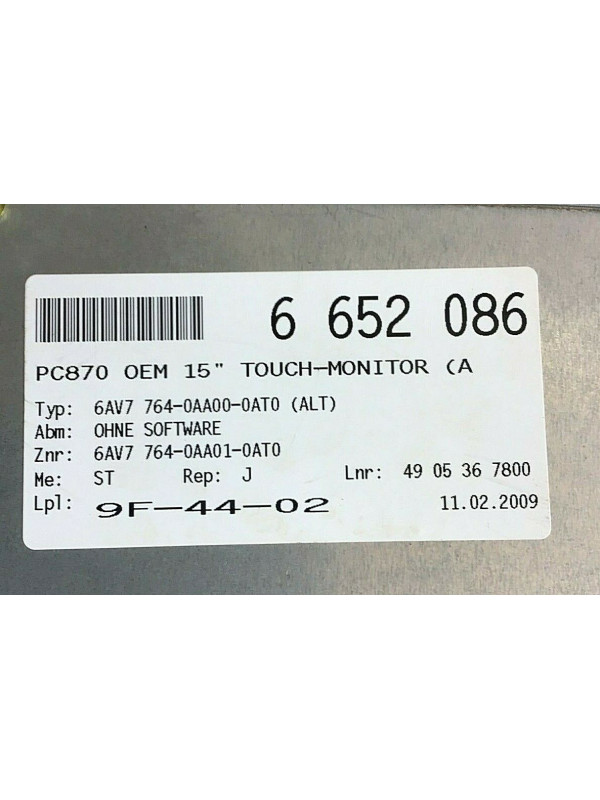 6 652 086
PC870 OEM 15" TOUCH-MONITOR (A
Typ: 6AV7 764-0AA00-0AT0 (ALT)
Abm: OHNE SOFTWARE
Znr: 6AV7 764-0AA01-0AT0
Me: ST Rep: J Lnr: 49 05 36 7800
Lpl: 9F-44-02 11.02.2009